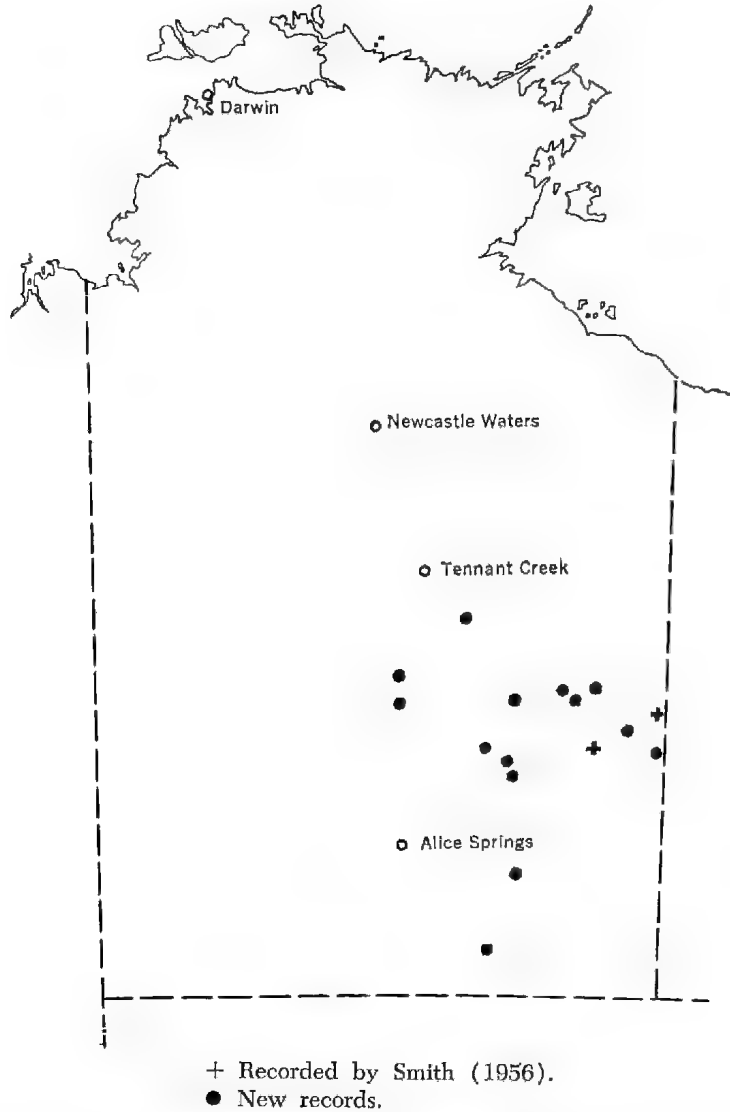 Darwin
Newcastle Waters
Tennant Creek
Alice Springs
+ Recorded by Smith (1956).
● New records.